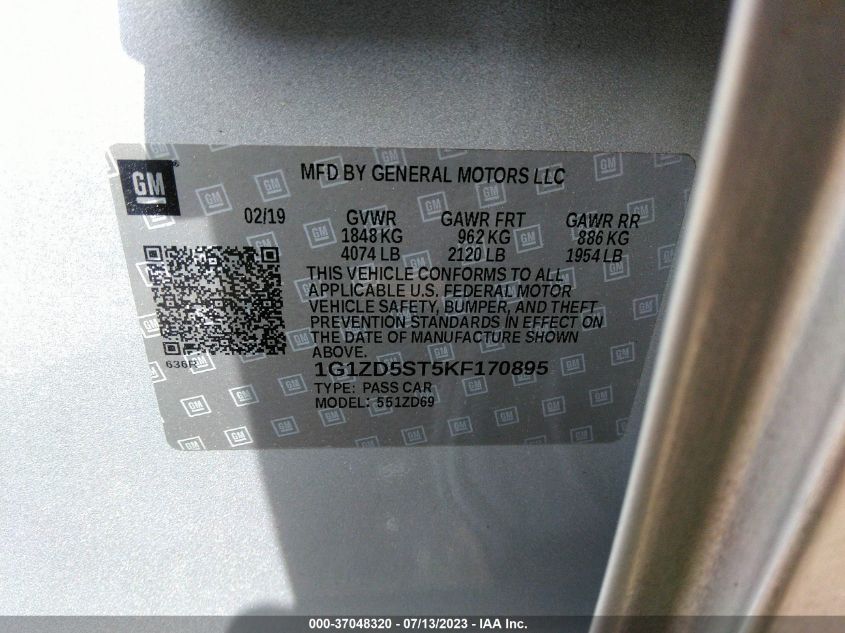 GM
MFD BY GENERAL MOTORS LLC
02/19 GVWR GAWR FRT GAWR RR
1848 KG 962 KG 886 KG
4074 LB 2120 LB 1954 LB
THIS VEHICLE CONFORMS TO ALL
APPLICABLE U.S. FEDERAL MOTOR
VEHICLE SAFETY, BUMPER, AND THEFT
PREVENTION STANDARDS IN EFFECT ON
THE DATE OF MANUFACTURE SHOWN
ABOVE.
636R
1G1ZD5ST5KF170895
TYPE: PASS CAR
MODEL: 551ZD69
000-37048320 - 07/13/2023 - IAA Inc.